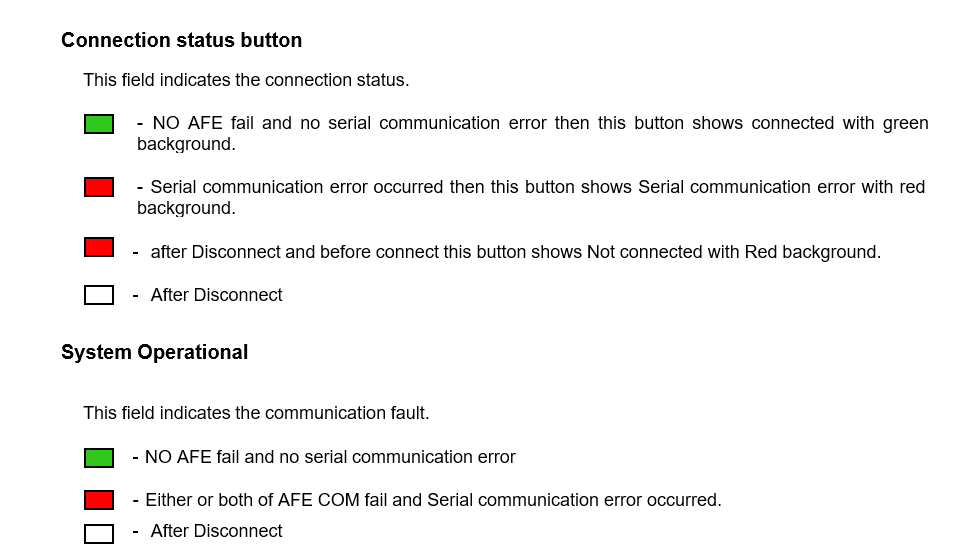 Connection status button
This field indicates the connection status.
- NO AFE fail and no serial communication error then this button shows connected with green
background.
- Serial communication error occurred then this button shows Serial communication error with red
background.
- after Disconnect and before connect this button shows Not connected with Red background.
- After Disconnect
System Operational
This field indicates the communication fault.
- NO AFE fail and no serial communication error
- Either or both of AFE COM fail and Serial communication error occurred.
- After Disconnect